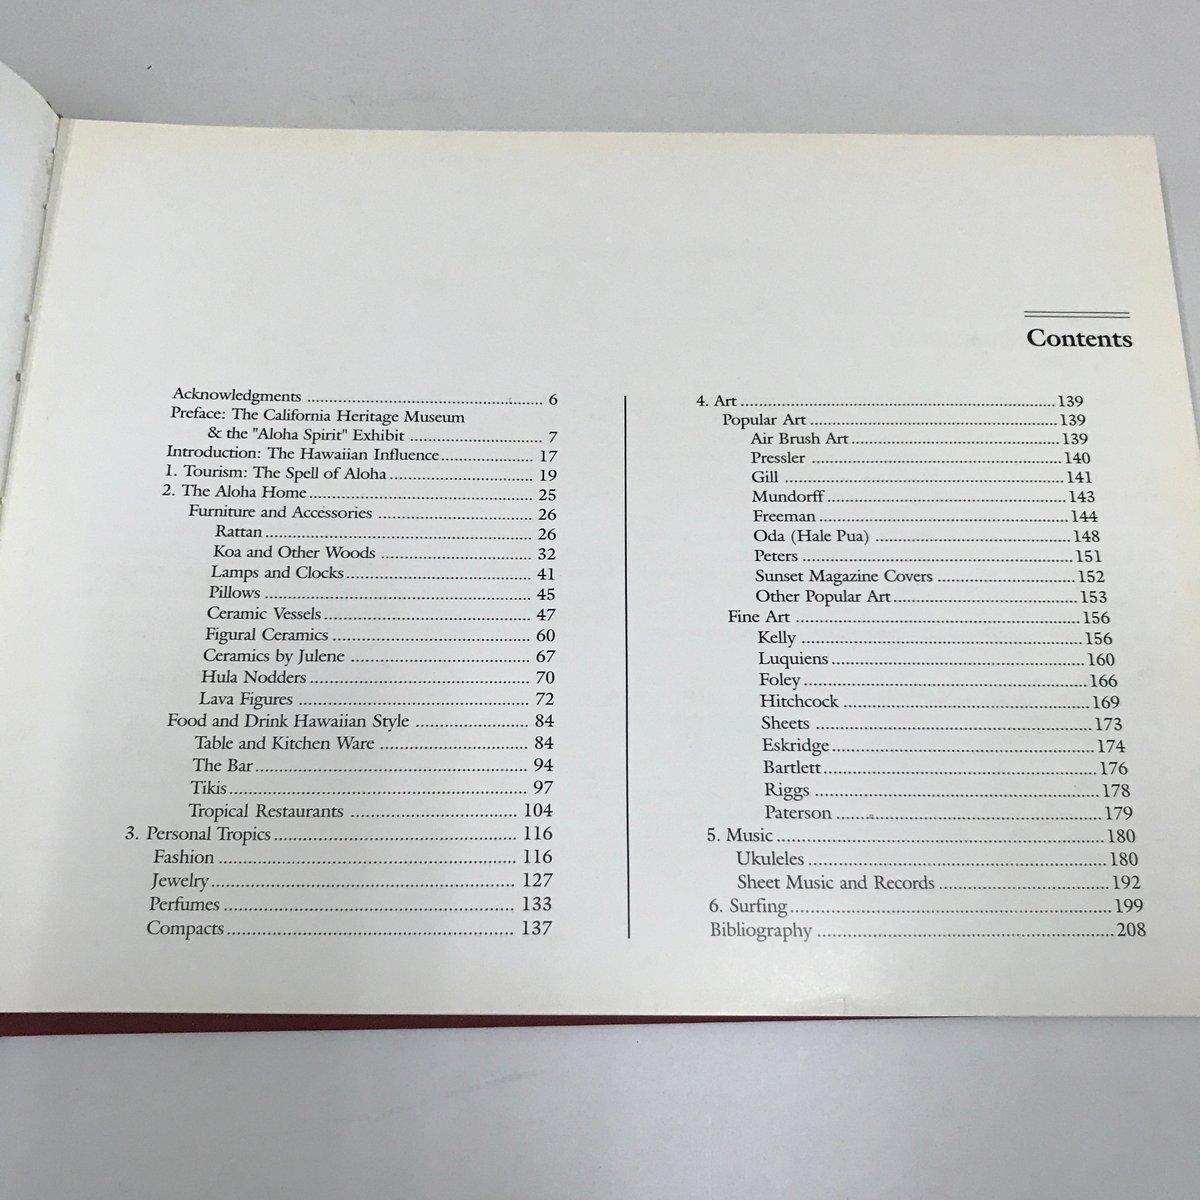 Contents
Acknowledgments ........ 6
Preface: The California Heritage Museum
& the "Aloha Spirit" Exhibit ........ 7
Introduction: The Hawaiian Influence ........ 17
1. Tourism: The Spell of Aloha ........ 19
2. The Aloha Home ........ 25
Furniture and Accessories ........ 26
Rattan ........ 26
Koa and Other Woods ........ 32
Lamps and Clocks ........ 41
Pillows ........ 45
Ceramic Vessels ........ 47
Figural Ceramics ........ 60
Ceramics by Julene ........ 67
Hula Nodders ........ 70
Lava Figures ........ 72
Food and Drink Hawaiian Style ........ 84
Table and Kitchen Ware ........ 84
The Bar ........ 94
Tikis ........ 97
Tropical Restaurants ........ 104
3. Personal Tropics ........ 116
Fashion ........ 116
Jewelry ........ 127
Perfumes ........ 133
Compacts ........ 137
4. Art ........ 139
Popular Art ........ 139
Air Brush Art ........ 139
Pressler ........ 140
Gill ........ 141
Mundorff ........ 143
Freeman ........ 144
Oda (Hale Pua) ........ 148
Peters ........ 151
Sunset Magazine Covers ........ 152
Other Popular Art ........ 153
Fine Art ........ 156
Kelly ........ 156
Luquiens ........ 160
Foley ........ 166
Hitchcock ........ 169
Sheets ........ 173
Eskridge ........ 174
Bartlett ........ 176
Riggs ........ 178
Paterson ........ 179
5. Music ........ 180
Ukuleles ........ 180
Sheet Music and Records ........ 192
6. Surfing ........ 199
Bibliography ........ 208